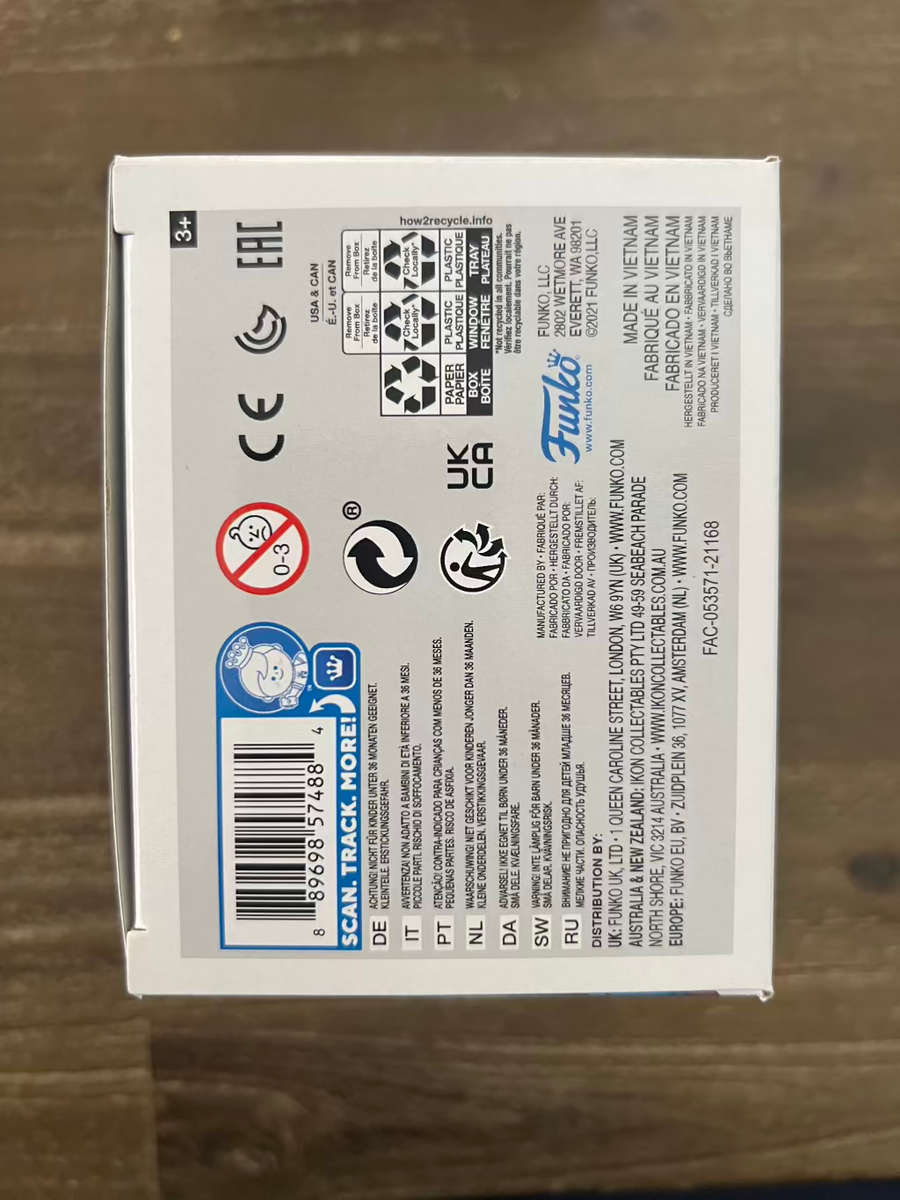 3+
8 89698 57488 4
SCAN. TRACK. MORE!
™
0-3
CE
EAC
®
UK
CA
USA & CAN
É.-U. et CAN
Remove From Box
Retirez de la boîte
Remove From Box
Retirez de la boîte
Check Locally*
Check Locally*
PAPER
PAPIER
PLASTIC
PLASTIQUE
PLASTIC
PLASTIQUE
BOX
BOÎTE
WINDOW
FENÊTRE
TRAY
PLATEAU
how2recycle.info
*Not recycled in all communities.
Vérifiez localement. Pourrait ne pas
être recyclable dans votre région.
DE ACHTUNG! NICHT FÜR KINDER UNTER 36 MONATEN GEEIGNET.
KLEINTEILE. ERSTICKUNGSGEFAHR.
IT AVVERTENZA! NON ADATTO A BAMBINI DI ETÀ INFERIORE A 36 MESI.
PICCOLE PARTI. RISCHIO DI SOFFOCAMENTO.
PT ATENÇÃO! CONTRA-INDICADO PARA CRIANÇAS COM MENOS DE 36 MESES.
PEQUENAS PARTES. RISCO DE ASFIXIA.
NL WAARSCHUWING! NIET GESCHIKT VOOR KINDEREN JONGER DAN 36 MAANDEN.
KLEINE ONDERDELEN. VERSTIKKINGSGEVAAR.
DA ADVARSEL! IKKE EGNET TIL BØRN UNDER 36 MÅNEDER.
SMÅ DELE. KVÆLNINGSFARE.
SW VARNING! INTE LÄMPLIG FÖR BARN UNDER 36 MÅNADER.
SMÅ DELAR. KVÄVNINGSRISK.
RU ВНИМАНИЕ! НЕ ПРИГОДНО ДЛЯ ДЕТЕЙ МЛАДШЕ 36 МЕСЯЦЕВ.
МЕЛКИЕ ЧАСТИ. ОПАСНОСТЬ УДУШЬЯ.
MANUFACTURED BY • FABRIQUÉ PAR:
FABRICADO POR • HERGESTELLT DURCH:
FABBRICATO DA • FABRICADO POR:
VERVAARDIGD DOOR • FREMSTILLET AF:
TILLVERKAD AV • ПРОИЗВОДИТЕЛЬ:
Funko
www.funko.com
FUNKO, LLC
2802 WETMORE AVE
EVERETT, WA 98201
©2021 FUNKO, LLC
DISTRIBUTION BY:
UK: FUNKO UK, LTD • 1 QUEEN CAROLINE STREET, LONDON, W6 9YN (UK) • WWW.FUNKO.COM
AUSTRALIA & NEW ZEALAND: IKON COLLECTABLES PTY LTD 49-59 SEABEACH PARADE
NORTH SHORE, VIC 3214 AUSTRALIA • WWW.IKONCOLLECTABLES.COM.AU
EUROPE: FUNKO EU, BV • ZUIDPLEIN 36, 1077 XV, AMSTERDAM (NL) • WWW.FUNKO.COM
FAC-053571-21168
MADE IN VIETNAM
FABRIQUÉ AU VIETNAM
FABRICADO EN VIETNAM
HERGESTELLT IN VIETNAM • FABBRICATO IN VIETNAM
FABRICADO NA VIETNAM • VERVAARDIGD IN VIETNAM
PRODUCERET I VIETNAM • TILLVERKAD I VIETNAM
СДЕЛАНО ВО ВЬЕТНАМЕ